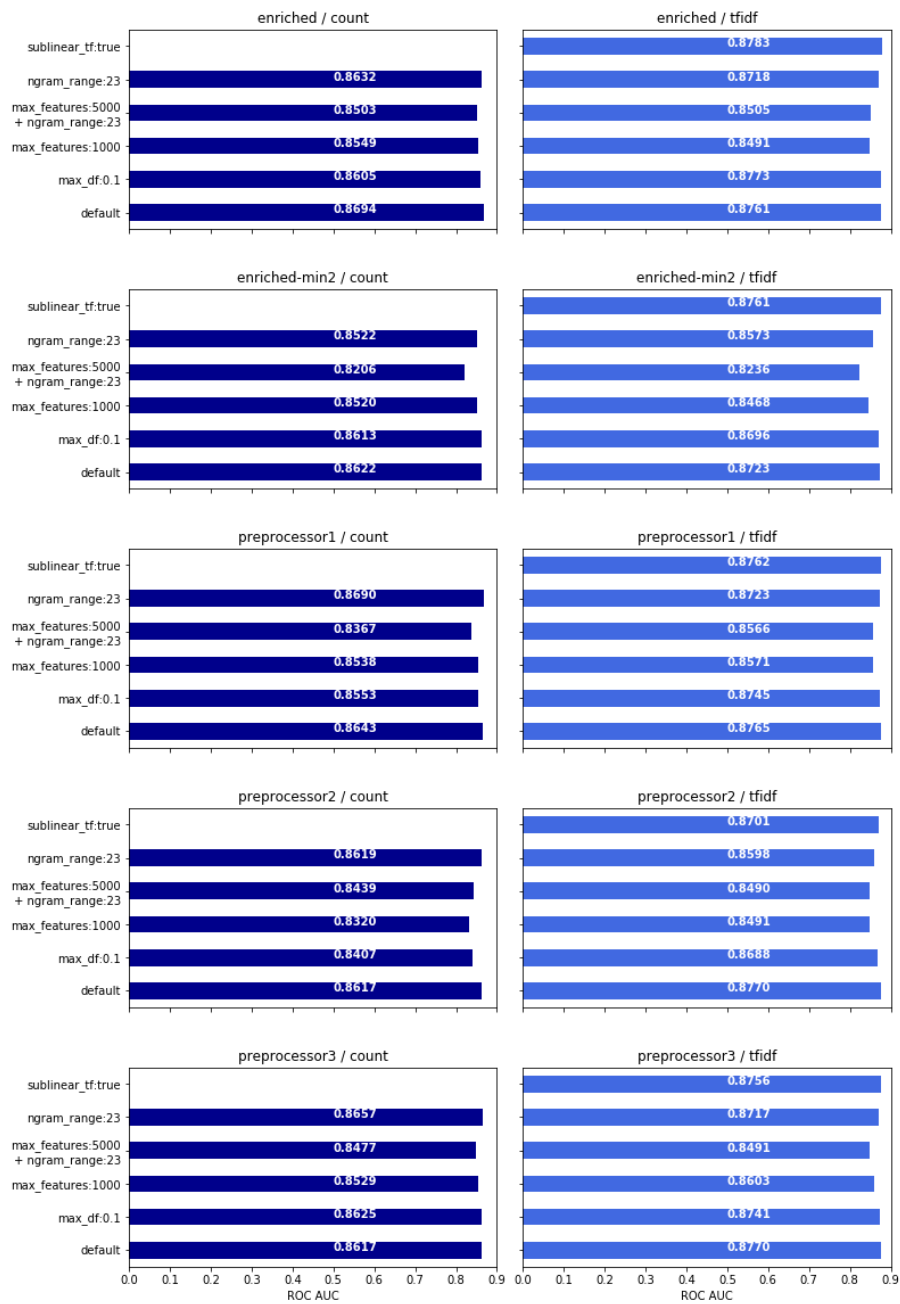 enriched / count
enriched / tfidf
sublinear_tf:true
0.8783
ngram_range:23
0.8632
0.8718
max_features:5000
+ ngram_range:23
0.8503
0.8505
max_features:1000
0.8549
0.8491
max_df:0.1
0.8605
0.8773
default
0.8694
0.8761
enriched-min2 / count
enriched-min2 / tfidf
sublinear_tf:true
0.8761
ngram_range:23
0.8522
0.8573
max_features:5000
+ ngram_range:23
0.8206
0.8236
max_features:1000
0.8520
0.8468
max_df:0.1
0.8613
0.8696
default
0.8622
0.8723
preprocessor1 / count
preprocessor1 / tfidf
sublinear_tf:true
0.8762
ngram_range:23
0.8690
0.8723
max_features:5000
+ ngram_range:23
0.8367
0.8566
max_features:1000
0.8538
0.8571
max_df:0.1
0.8553
0.8745
default
0.8643
0.8765
preprocessor2 / count
preprocessor2 / tfidf
sublinear_tf:true
0.8701
ngram_range:23
0.8619
0.8598
max_features:5000
+ ngram_range:23
0.8439
0.8490
max_features:1000
0.8320
0.8491
max_df:0.1
0.8407
0.8688
default
0.8617
0.8770
preprocessor3 / count
preprocessor3 / tfidf
sublinear_tf:true
0.8756
ngram_range:23
0.8657
0.8717
max_features:5000
+ ngram_range:23
0.8477
0.8491
max_features:1000
0.8529
0.8603
max_df:0.1
0.8625
0.8741
default
0.8617
0.8770
0.0 0.1 0.2 0.3 0.4 0.5 0.6 0.7 0.8 0.9
0.0 0.1 0.2 0.3 0.4 0.5 0.6 0.7 0.8 0.9
ROC AUC
ROC AUC